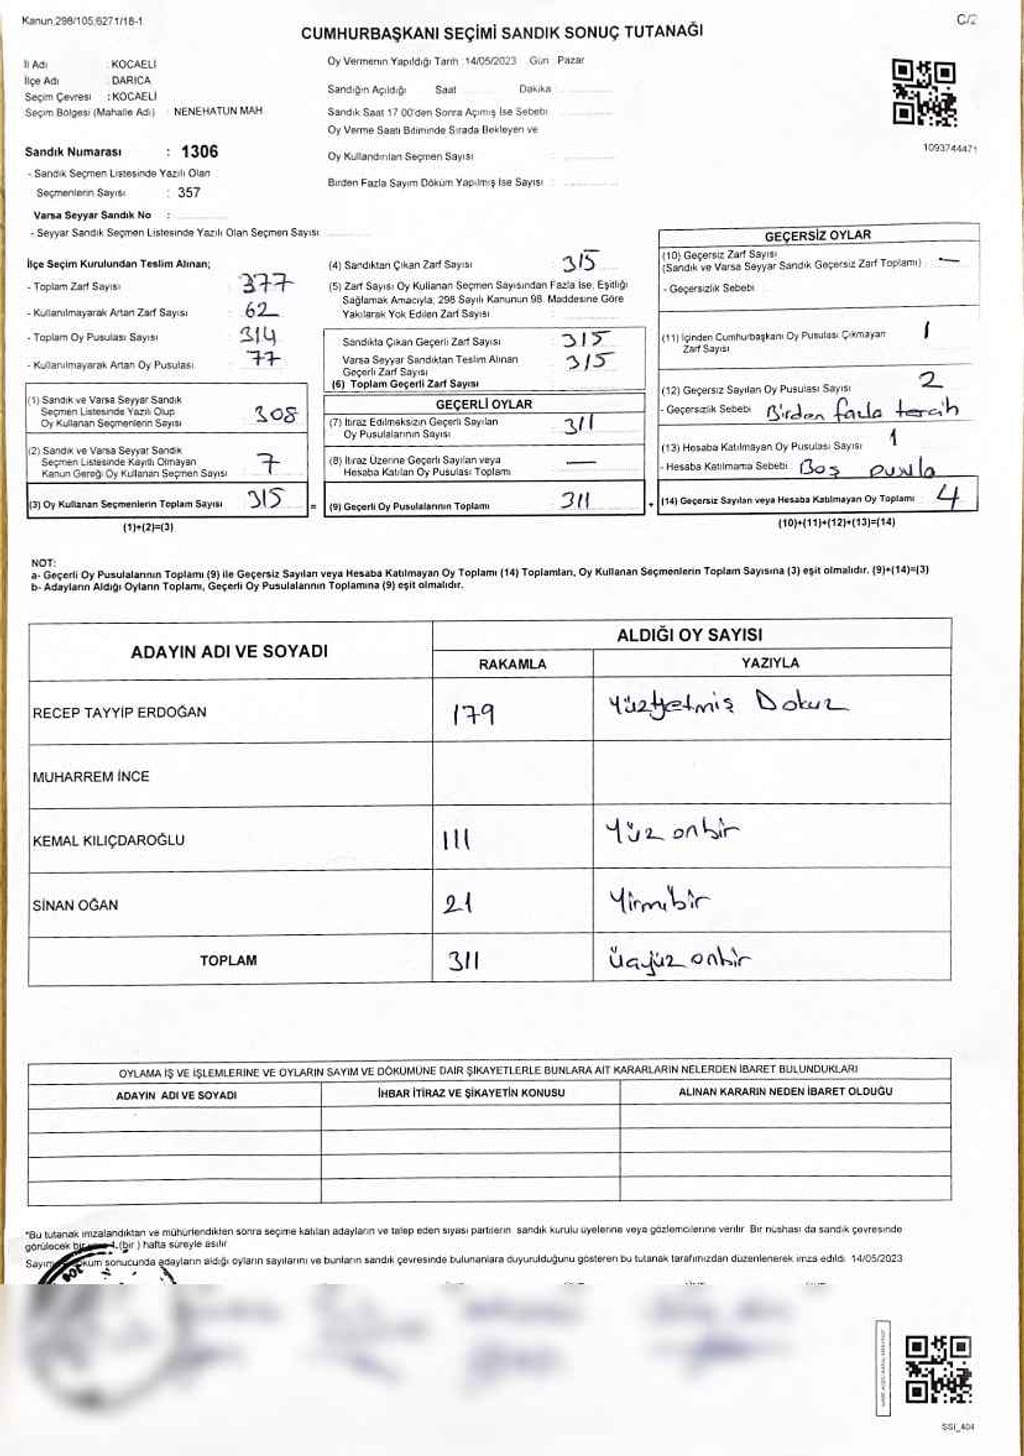 Kanun 298/105,6271/18-1
C/2
CUMHURBAŞKANI SEÇİMİ SANDIK SONUÇ TUTANAĞI
İl Adı : KOCAELİ
İlçe Adı : DARICA
Seçim Çevresi : KOCAELİ
Seçim Bölgesi (Mahalle Adı) : NENEHATUN MAH
Sandık Numarası : 1306
- Sandık Seçmen Listesinde Yazılı Olan
Seçmenlerin Sayısı : 357
Varsa Seyyar Sandık No :
- Seyyar Sandık Seçmen Listesinde Yazılı Olan Seçmen Sayısı :
Oy Vermenin Yapıldığı Tarih :14/05/2023 Gün Pazar
Sandığın Açıldığı Saat Dakika
Sandık Saat 17 00'den Sonra Açımış İse Sebebi
Oy Verme Saati Bitiminde Sırada Bekleyen ve
Oy Kullandırılan Seçmen Sayısı :
Birden Fazla Sayım Döküm Yapılmış İse Sayısı :
1093744471
İlçe Seçim Kurulundan Teslim Alınan;
- Toplam Zarf Sayısı : 377
- Kullanılmayarak Artan Zarf Sayısı : 62
- Toplam Oy Pusulası Sayısı : 314
- Kullanılmayarak Artan Oy Pusulası : 77
(1) Sandık ve Varsa Seyyar Sandık
Seçmen Listesinde Yazılı Olup
Oy Kullanan Seçmenlerin Sayısı 308
(2) Sandık ve Varsa Seyyar Sandık
Seçmen Listesinde Kayıtlı Olmayan
Kanun Gereği Oy Kullanan Seçmen Sayısı 7
(3) Oy Kullanan Seçmenlerin Toplam Sayısı 315
(1)+(2)=(3)
=
(4) Sandıktan Çıkan Zarf Sayısı : 315
(5) Zarf Sayısı Oy Kullanan Seçmen Sayısından Fazla İse, Eşitliği
Sağlamak Amacıyla, 298 Sayılı Kanunun 98. Maddesine Göre
Yakılarak Yok Edilen Zarf Sayısı :
Sandıkta Çıkan Geçerli Zarf Sayısı : 315
Varsa Seyyar Sandıktan Teslim Alınan
Geçerli Zarf Sayısı : 315
(6) Toplam Geçerli Zarf Sayısı
GEÇERLİ OYLAR
(7) İtiraz Edilmeksizin Geçerli Sayılan
Oy Pusulalarının Sayısı 311
(8) İtiraz Üzerine Geçerli Sayılan veya
Hesaba Katılan Oy Pusulası Toplamı —
(9) Geçerli Oy Pusulalarının Toplamı 311
+
GEÇERSİZ OYLAR
(10) Geçersiz Zarf Sayısı
(Sandık ve Varsa Seyyar Sandık Geçersiz Zarf Toplamı) : —
- Geçersizlik Sebebi :
(11) İçinden Cumhurbaşkanı Oy Pusulası Çıkmayan
Zarf Sayısı 1
(12) Geçersiz Sayılan Oy Pusulası Sayısı 2
- Geçersizlik Sebebi : Birden fazla tercih
(13) Hesaba Katılmayan Oy Pusulası Sayısı 1
- Hesaba Katılmama Sebebi : Boş pusula
(14) Geçersiz Sayılan veya Hesaba Katılmayan Oy Toplamı 4
(10)+(11)+(12)+(13)=(14)
NOT:
a- Geçerli Oy Pusulalarının Toplamı (9) ile Geçersiz Sayılan veya Hesaba Katılmayan Oy Toplamı (14) Toplamları, Oy Kullanan Seçmenlerin Toplam Sayısına (3) eşit olmalıdır. (9)+(14)=(3)
b- Adayların Aldığı Oyların Toplamı, Geçerli Oy Pusulalarının Toplamına (9) eşit olmalıdır.
ADAYIN ADI VE SOYADI
ALDIĞI OY SAYISI
RAKAMLA YAZIYLA
RECEP TAYYİP ERDOĞAN 179 Yüzyetmiş Dokuz
MUHARREM İNCE
KEMAL KILIÇDAROĞLU 111 Yüz onbir
SİNAN OĞAN 21 Yirmibir
TOPLAM 311 Üçyüz onbir
OYLAMA İŞ VE İŞLEMLERİNE VE OYLARIN SAYIM VE DÖKÜMÜNE DAİR ŞİKAYETLERLE BUNLARA AİT KARARLARIN NELERDEN İBARET BULUNDUKLARI
ADAYIN ADI VE SOYADI İHBAR İTİRAZ VE ŞİKAYETİN KONUSU ALINAN KARARIN NEDEN İBARET OLDUĞU
*Bu tutanak imzalandıktan ve mühürlendikten sonra seçime katılan adayların ve talep eden siyasi partilerin sandık kurulu üyelerine veya gözlemcilerine verilir Bir nüshası da sandık çevresinde
görülecek bir 1 (bir ) hafta süreyle asılır
Sayım döküm sonucunda adayların aldığı oyların sayılarını ve bunların sandık çevresinde bulunanlara duyurulduğunu gösteren bu tutanak tarafımızdan düzenlenerek imza edildi 14/05/2023
SSI_404